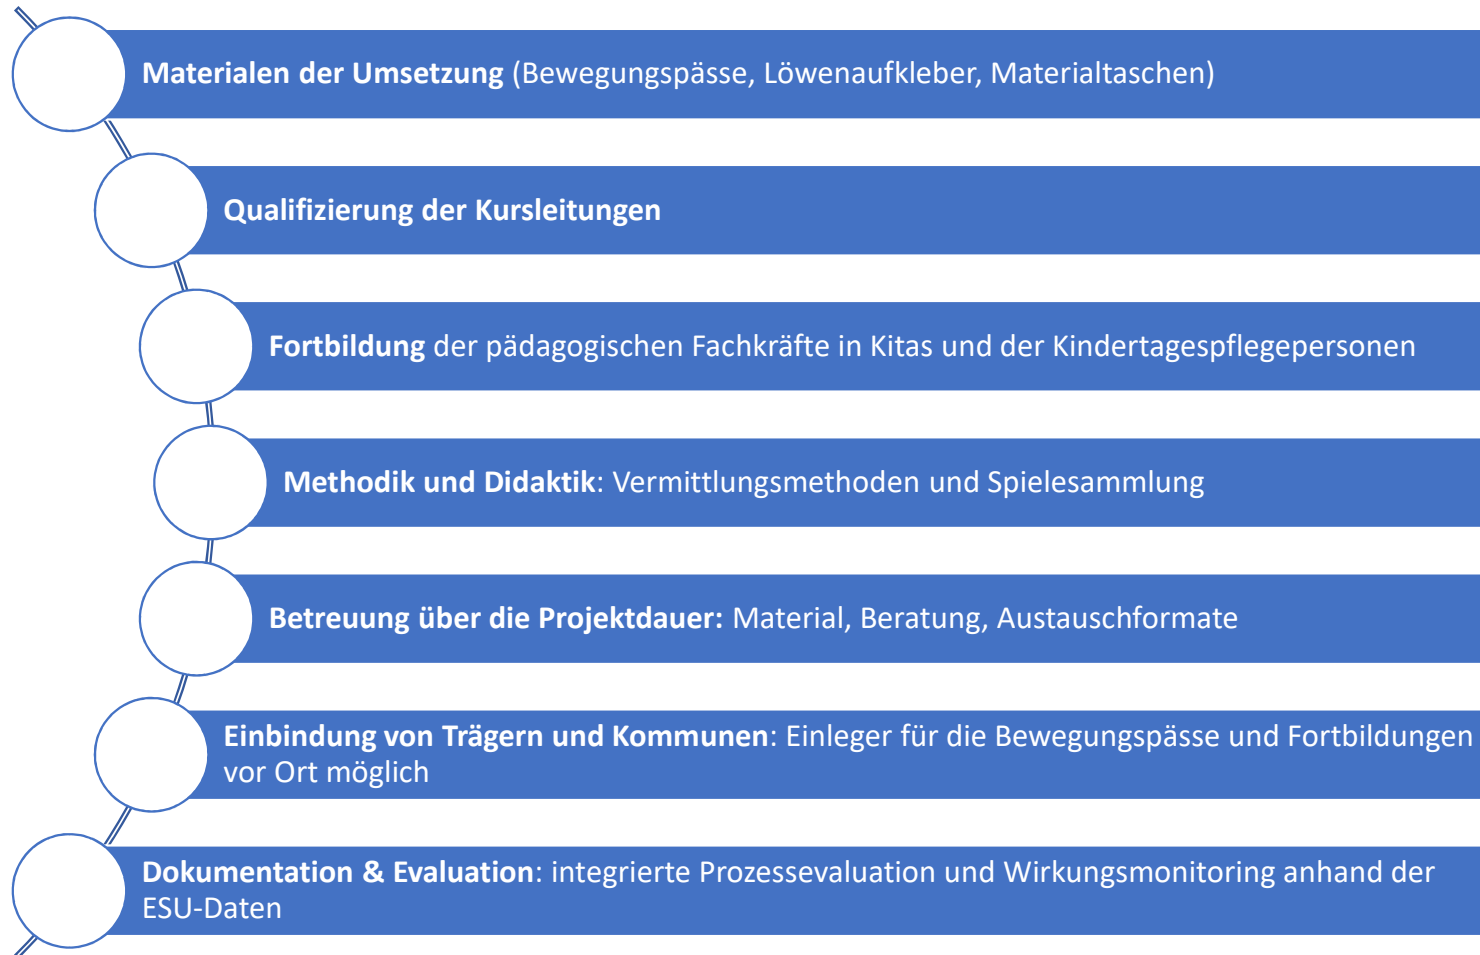 Materialen der Umsetzung (Bewegungspässe, Löwenaufkleber, Materialtaschen)
Qualifizierung der Kursleitungen
Fortbildung der pädagogischen Fachkräfte in Kitas und der Kindertagespflegepersonen
Methodik und Didaktik: Vermittlungsmethoden und Spielesammlung
Betreuung über die Projektdauer: Material, Beratung, Austauschformate
Einbindung von Trägern und Kommunen: Einleger für die Bewegungspässe und Fortbildungen
vor Ort möglich
Dokumentation & Evaluation: integrierte Prozessevaluation und Wirkungsmonitoring anhand der
ESU-Daten